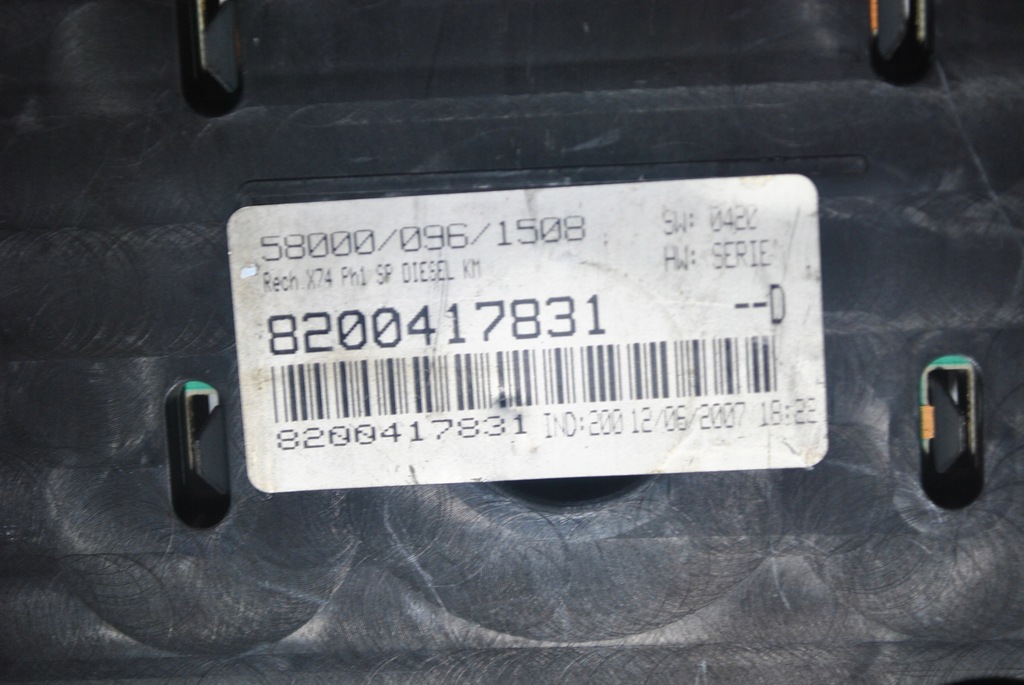 58000/096/1508 SW: 0420
Rech.X74 Ph1 SP DIESEL KM HW: SERIE
8200417831 --D
8200417831 IND:200 12/06/2007 18:22